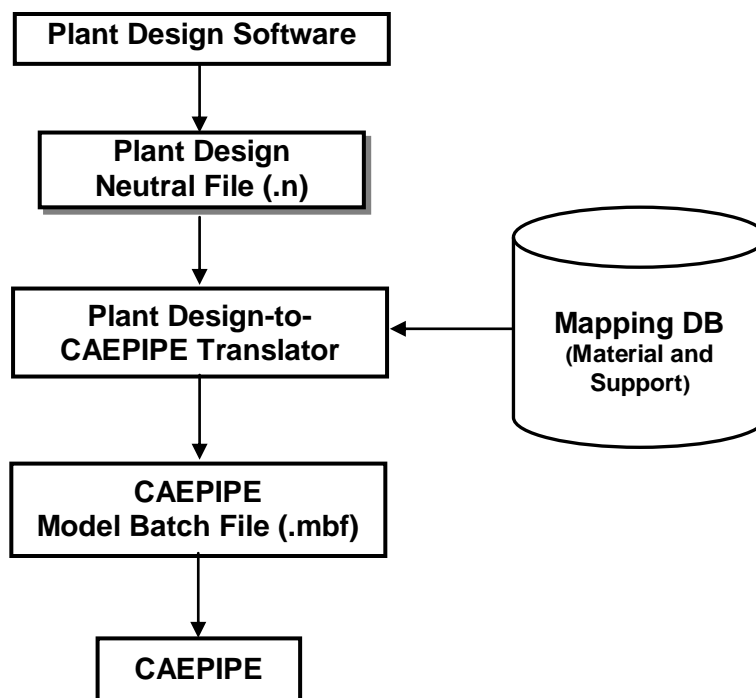 Plant Design Software
Plant Design
Neutral File (.n)
Plant Design-to-
CAEPIPE Translator
Mapping DB
(Material and
Support)
CAEPIPE
Model Batch File (.mbf)
CAEPIPE